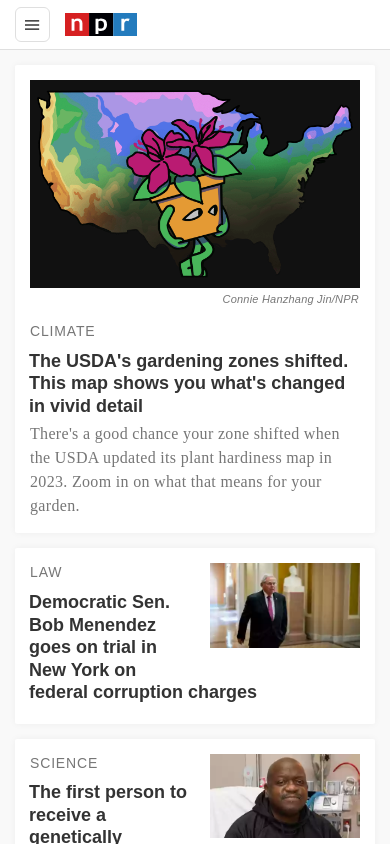 npr
Connie Hanzhang Jin/NPR
CLIMATE
The USDA's gardening zones shifted.
This map shows you what's changed
in vivid detail
There's a good chance your zone shifted when
the USDA updated its plant hardiness map in
2023. Zoom in on what that means for your
garden.
LAW
Democratic Sen.
Bob Menendez
goes on trial in
New York on
federal corruption charges
SCIENCE
The first person to
receive a
genetically